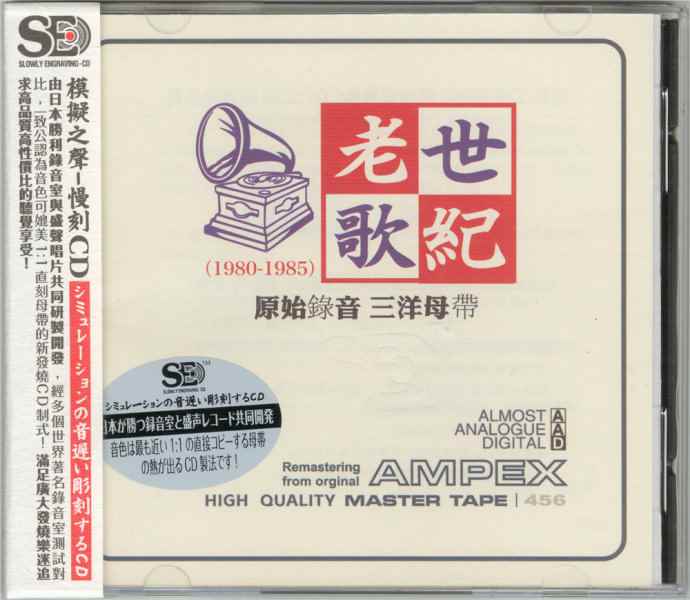 SEC
SLOWLY ENGRAVING-CD
模擬之聲-慢刻CD
シミュレーションの音遅い彫刻するCD
由日本勝利錄音室與盛聲唱片共同研製開發，經多個世界著名錄音室測試對
比，一致公認為音色可媲美1:1直刻母帶的新發燒CD制式！滿足廣大發燒樂迷追
求高品質高性價比的聽覺享受！
老世
歌紀
(1980-1985)
原始錄音 三洋母帶
TM
SLOWLY ENGRAVING-CD
シミュレーションの音遅い彫刻するCD
日本が勝つ録音室と盛声レコード共同開発
音色は最も近い1:1の直接コピーする母帯
の熱が出るCD製法です！
ALMOST
ANALOGUE
DIGITAL
AAD
Remastering
from orginal
AMPEX
HIGH QUALITY MASTER TAPE | 456